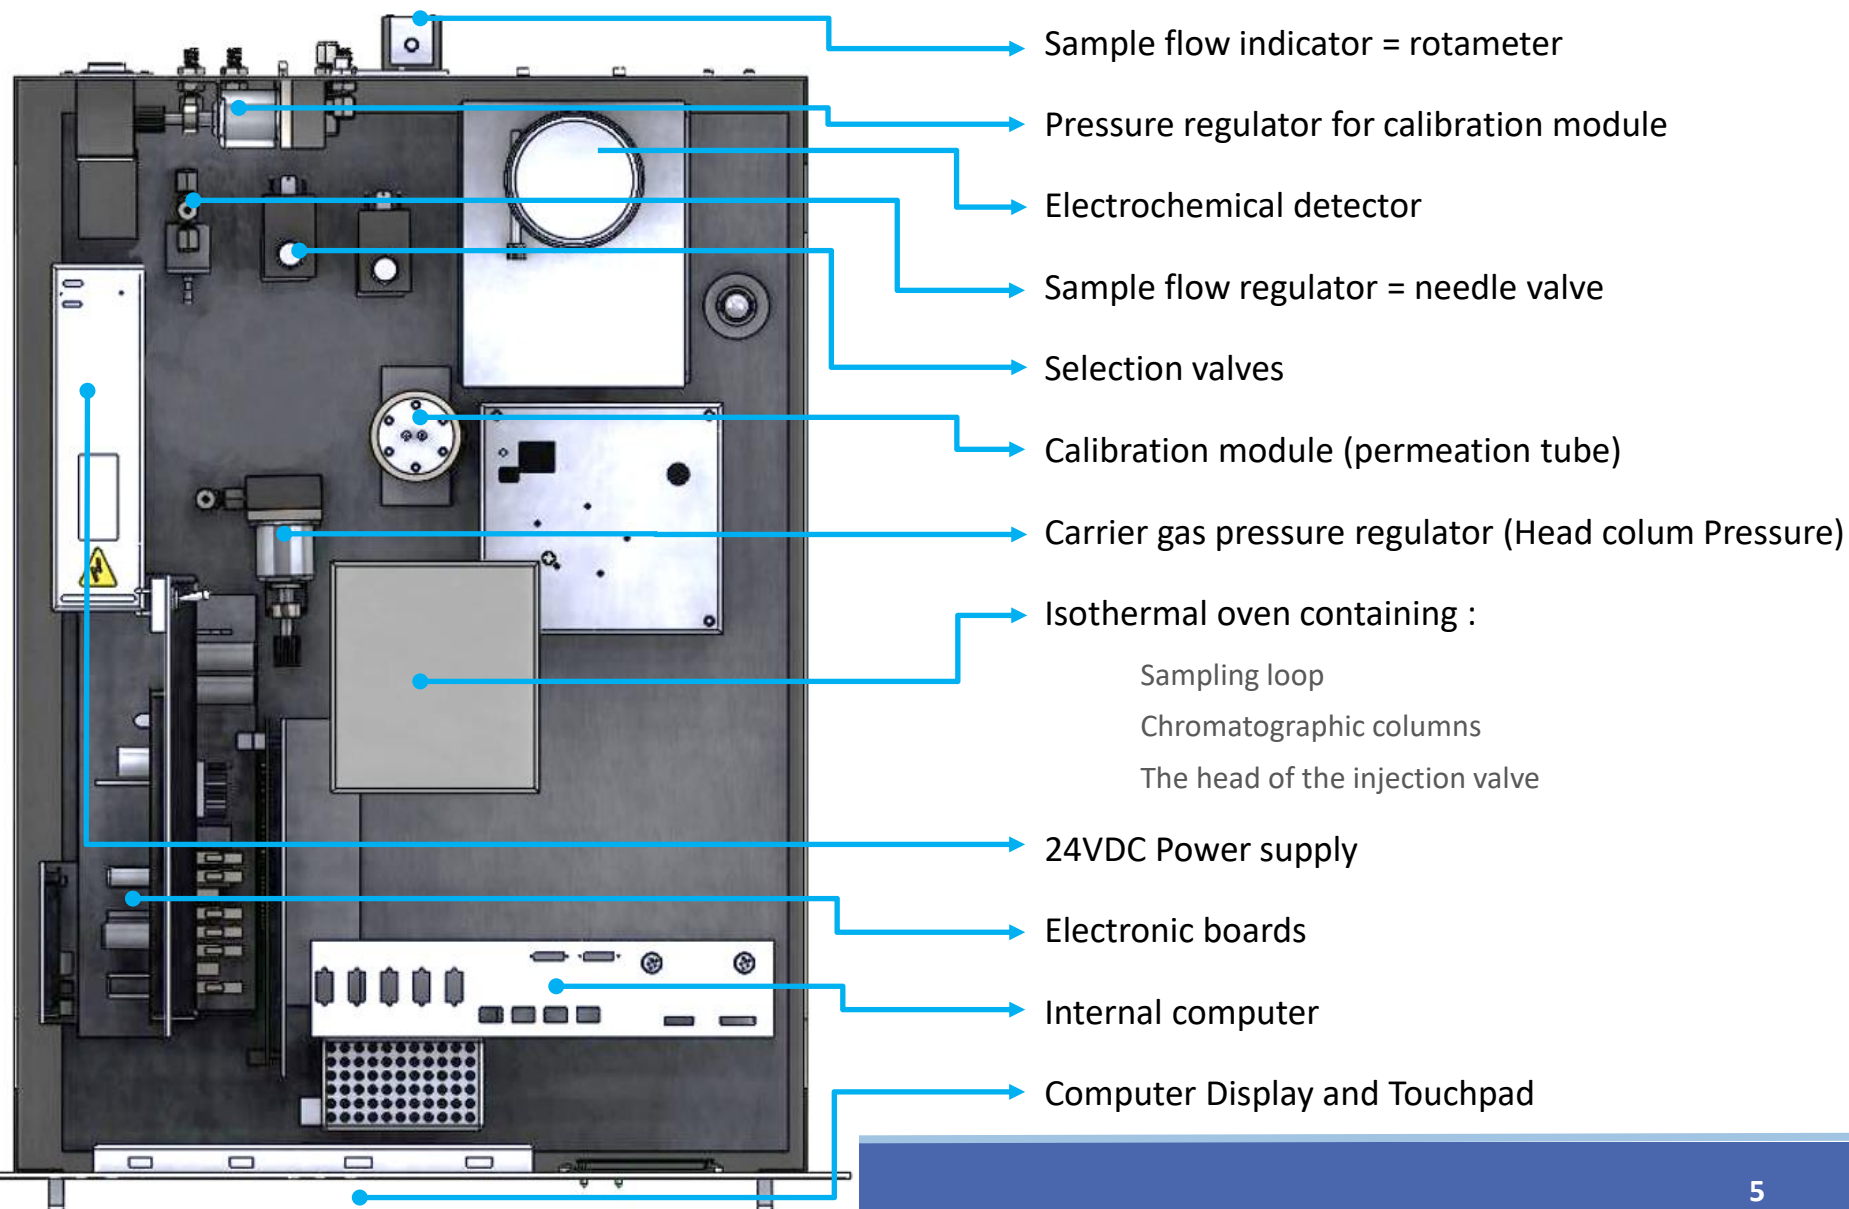 Sample flow indicator = rotameter
Pressure regulator for calibration module
Electrochemical detector
Sample flow regulator = needle valve
Selection valves
Calibration module (permeation tube)
Carrier gas pressure regulator (Head colum Pressure)
Isothermal oven containing :
Sampling loop
Chromatographic columns
The head of the injection valve
24VDC Power supply
Electronic boards
Internal computer
Computer Display and Touchpad
5